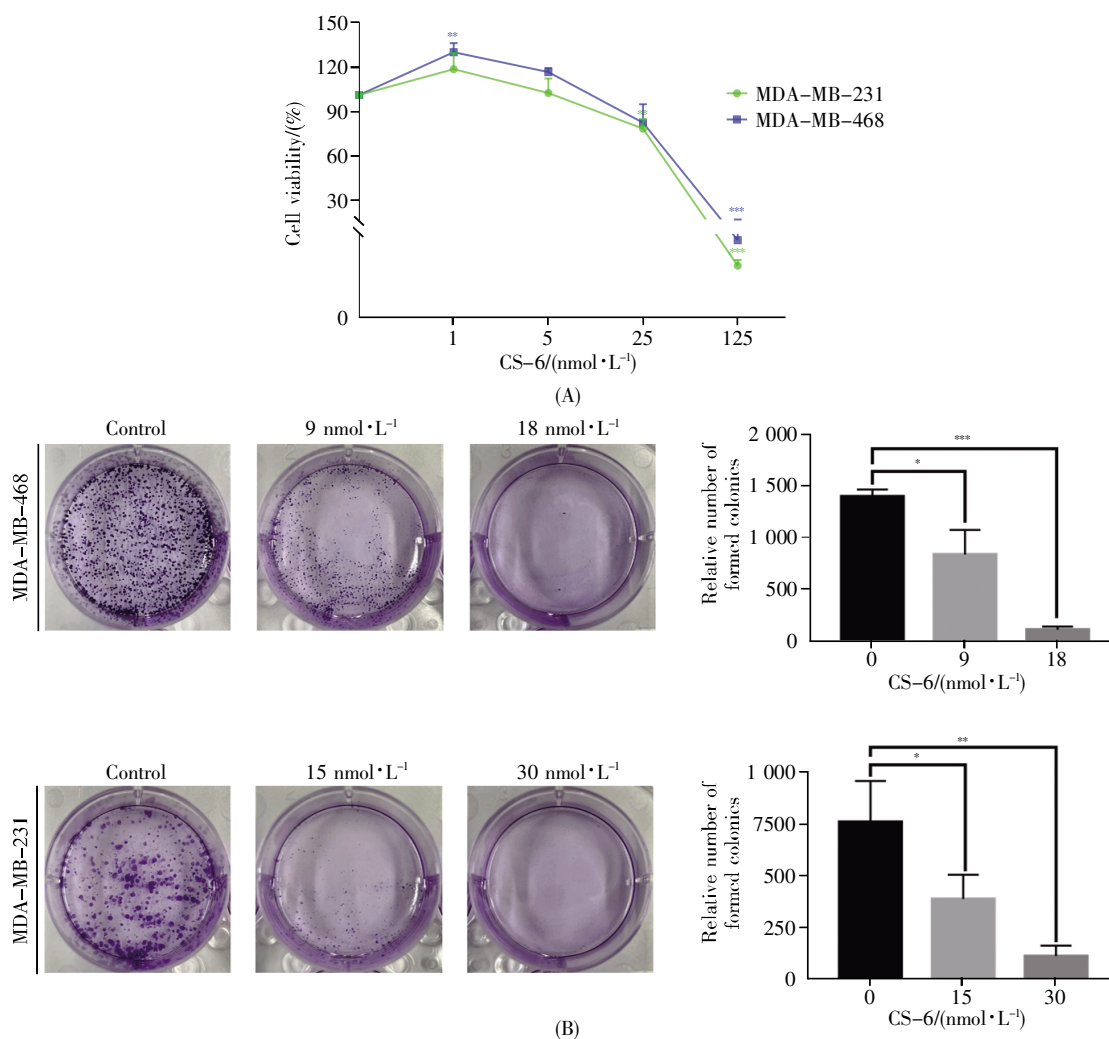 150
120
90
60
30
0
Cell viability/(%)
**
**
***
***
MDA-MB-231
MDA-MB-468
1 5 25 125
CS-6/(nmol·L⁻¹)
(A)
MDA-MB-468
Control 9 nmol·L⁻¹ 18 nmol·L⁻¹
Relative number of
formed colonics
2 000
1 500
1 000
500
0
***
*
0 9 18
CS-6/(nmol·L⁻¹)
MDA-MB-231
Control 15 nmol·L⁻¹ 30 nmol·L⁻¹
Relative number of
formed colonics
1 000
7500
500
250
0
**
*
0 15 30
CS-6/(nmol·L⁻¹)
(B)